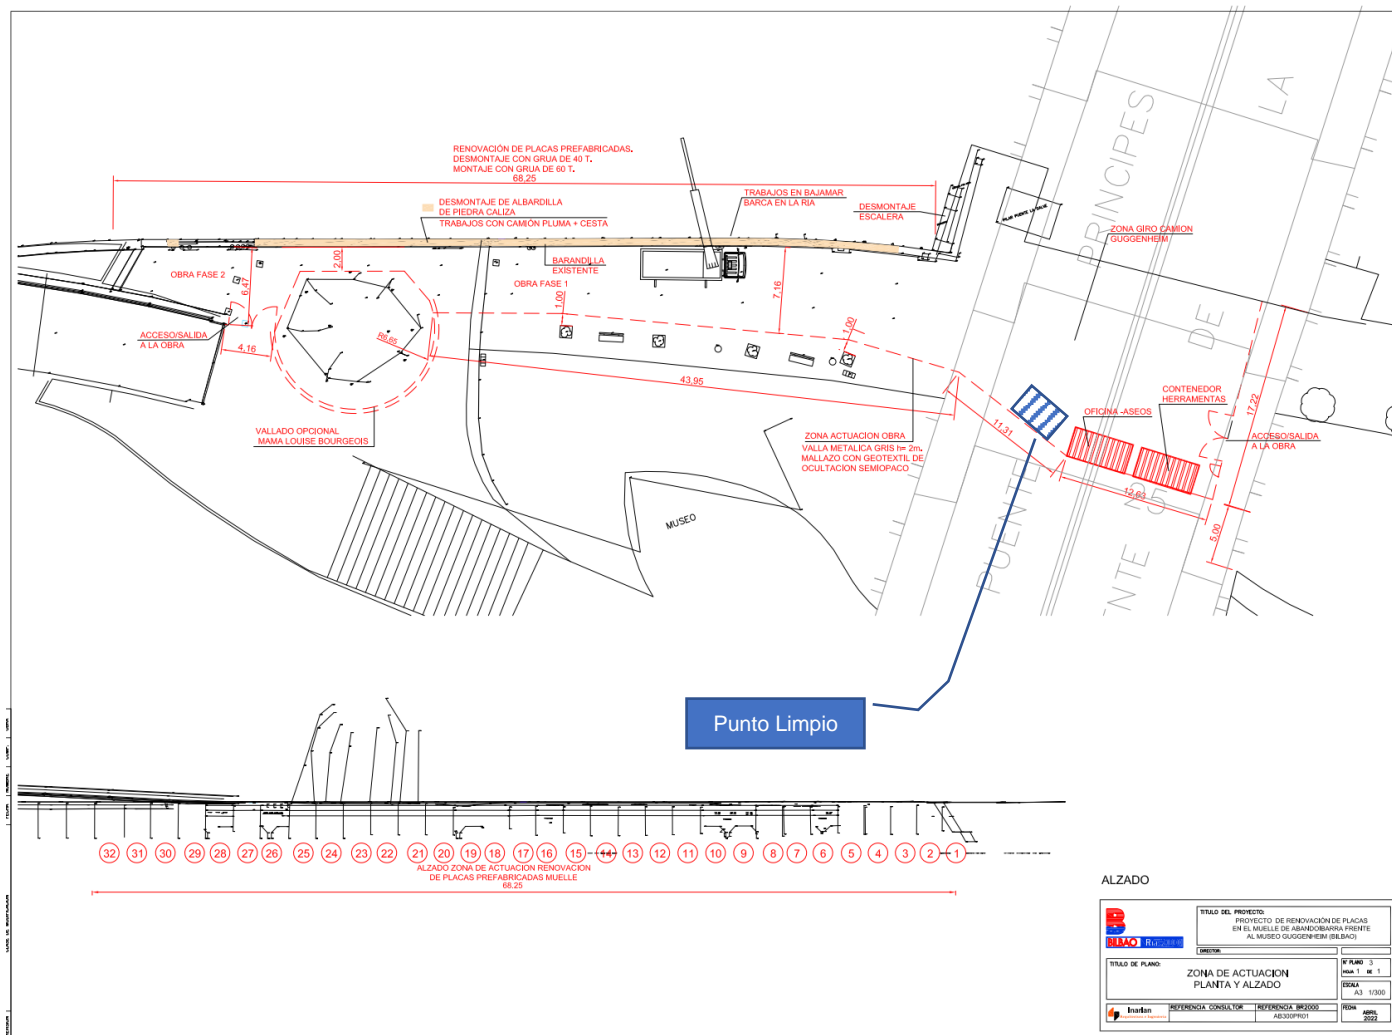 RENOVACIÓN DE PLACAS PREFABRICADAS.
DESMONTAJE CON GRUA DE 40 T.
MONTAJE CON GRUA DE 60 T.
68,25
DESMONTAJE DE ALBARDILLA
DE PIEDRA CALIZA
TRABAJOS CON CAMIÓN PLUMA + CESTA
TRABAJOS EN BAJAMAR
BARCA EN LA RIA
DESMONTAJE
ESCALERA
ZONA GIRO CAMION
GUGGENHEIM
PRINCIPES
LA
DE
PUENTE
OBRA FASE 2
6,47
2,00
BARANDILLA
EXISTENTE
OBRA FASE 1
1,00
7,16
1,00
ACCESO/SALIDA
A LA OBRA
4,16
R6,65
43,95
VALLADO OPCIONAL
MAMA LOUISE BOURGEOIS
ZONA ACTUACION OBRA
VALLA METALICA GRIS h= 2m.
MALLAZO CON GEOTEXTIL DE
OCULTACION SEMIOPACO
11,31
OFICINA -ASEOS
CONTENEDOR
HERRAMENTAS
17,22
ACCESO/SALIDA
A LA OBRA
12,63
5,00
MUSEO
Punto Limpio
32 31 30 29 28 27 26 25 24 23 22 21 20 19 18 17 16 15 14 13 12 11 10 9 8 7 6 5 4 3 2 1
ALZADO ZONA DE ACTUACION RENOVACION
DE PLACAS PREFABRICADAS MUELLE
68.25
ALZADO
BILBAO
TITULO DEL PROYECTO:
PROYECTO DE RENOVACIÓN DE PLACAS
EN EL MUELLE DE ABANDOIBARRA FRENTE
AL MUSEO GUGGENHEIM (BILBAO)
DIRECTOR:
TITULO DE PLANO:
ZONA DE ACTUACION
PLANTA Y ALZADO
Nº PLANO 3
HOJA 1 DE 1
ESCALA
A3 1/300
Inarlan
REFERENCIA CONSULTOR
REFERENCIA BR2000
AB300PR01
FECHA
ABRIL
2022